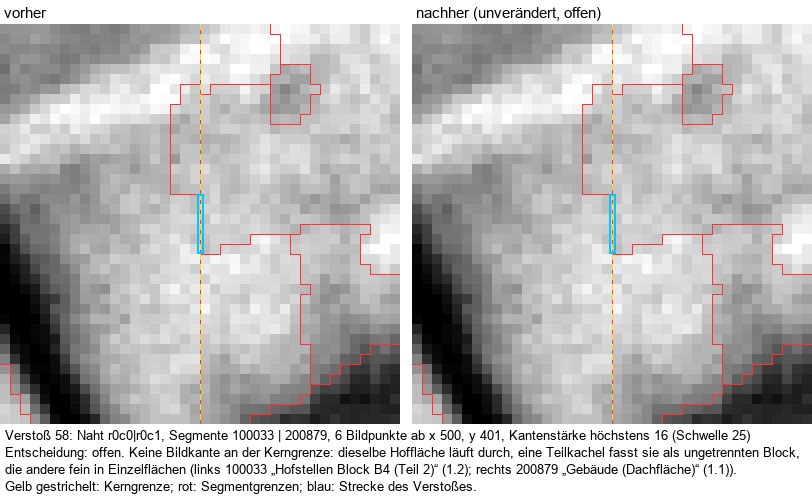 vorher
nachher (unverändert, offen)
Verstoß 58: Naht r0c0|r0c1, Segmente 100033 | 200879, 6 Bildpunkte ab x 500, y 401, Kantenstärke höchstens 16 (Schwelle 25)
Entscheidung: offen. Keine Bildkante an der Kerngrenze: dieselbe Hoffläche läuft durch, eine Teilkachel fasst sie als ungetrennten Block,
die andere fein in Einzelflächen (links 100033 „Hofstellen Block B4 (Teil 2)“ (1.2); rechts 200879 „Gebäude (Dachfläche)“ (1.1)).
Gelb gestrichelt: Kerngrenze; rot: Segmentgrenzen; blau: Strecke des Verstoßes.